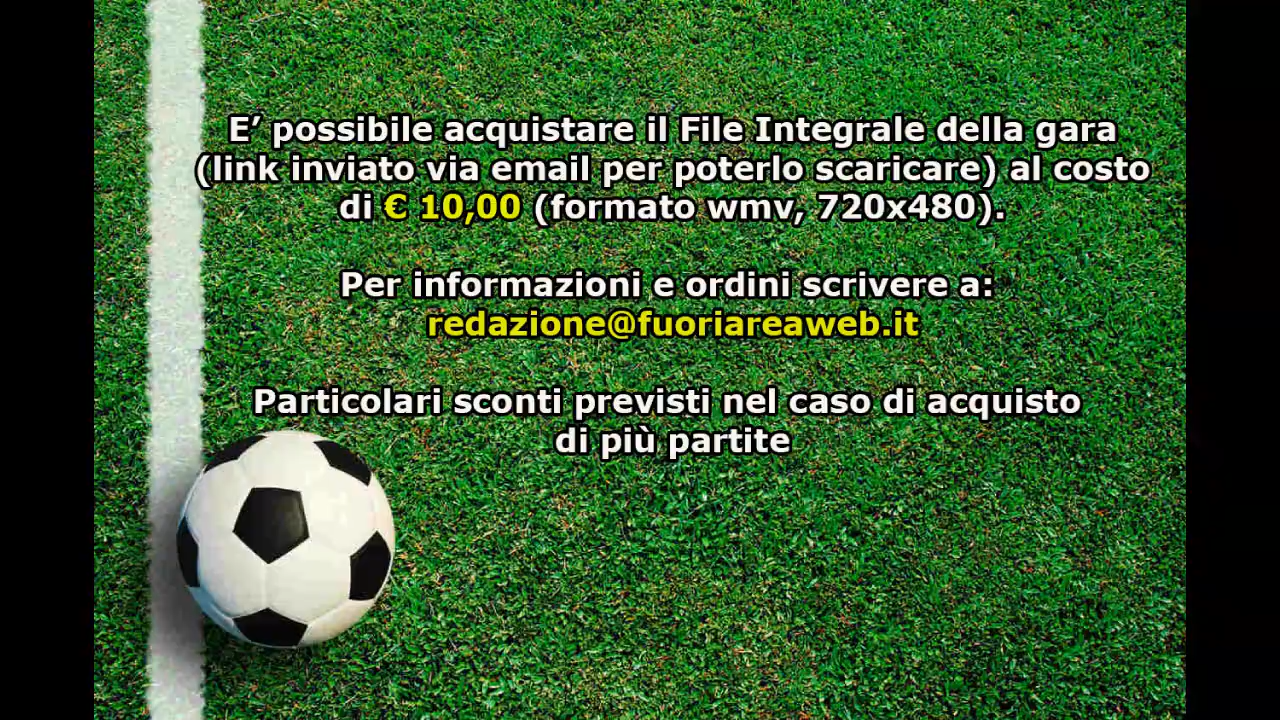 E’ possibile acquistare il File Integrale della gara
(link inviato via email per poterlo scaricare) al costo
di € 10,00 (formato wmv, 720x480).
Per informazioni e ordini scrivere a:
redazione@fuoriareaweb.it
Particolari sconti previsti nel caso di acquisto
di più partite